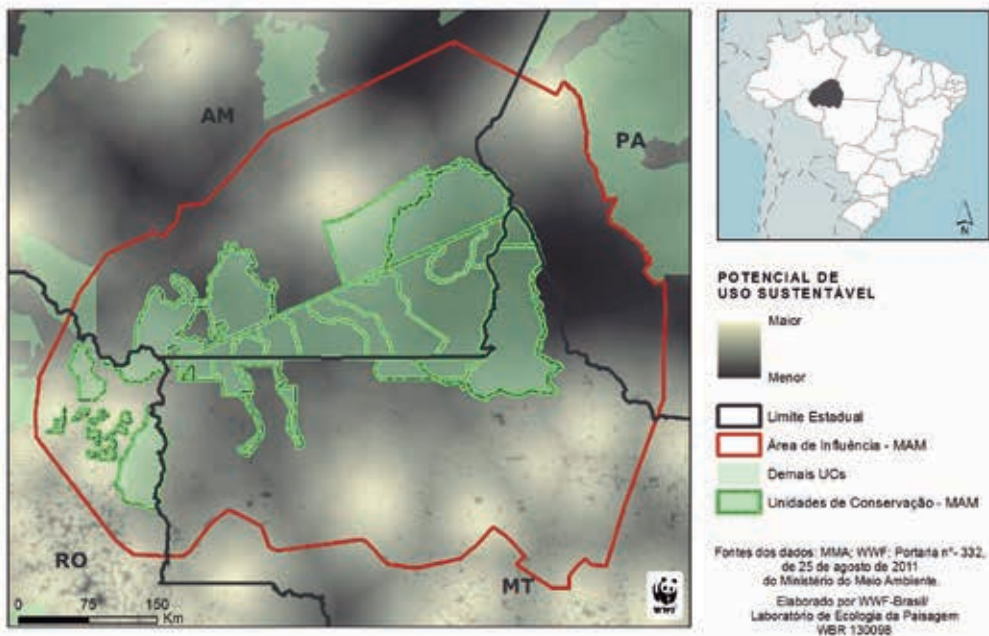 AM
PA
RO
MT
0 75 150
Km
WWF
N
POTENCIAL DE
USO SUSTENTÁVEL
Maior
Menor
Limite Estadual
Área de Influência - MAM
Demais UCs
Unidades de Conservação - MAM
Fontes dos dados: MMA; WWF; Portaria nº- 332,
de 25 de agosto de 2011
do Ministério do Meio Ambiente.
Elaborado por WWF-Brasil/
Laboratório de Ecologia da Paisagem
WBR 130098